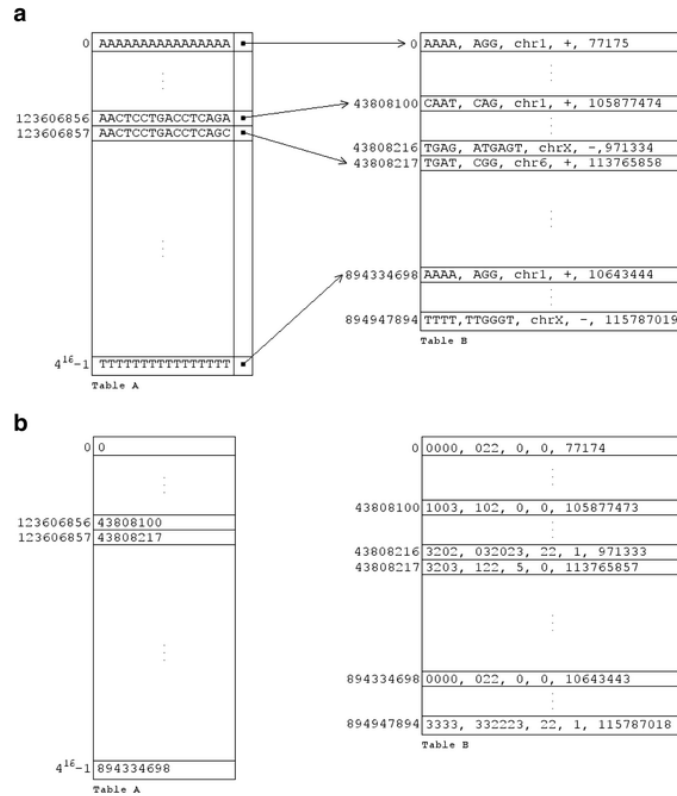 a
0 AAAAAAAAAAAAAAAA
123606856 AACTCCTGACCTCAGA
123606857 AACTCCTGACCTCAGC
4^16-1 TTTTTTTTTTTTTTTT
Table A
0 AAAA, AGG, chr1, +, 77175
43808100 CAAT, CAG, chr1, +, 105877474
43808216 TGAG, ATGAGT, chrX, -,971334
43808217 TGAT, CGG, chr6, +, 113765858
894334698 AAAA, AGG, chr1, +, 10643444
894947894 TTTT,TTGGGT, chrX, -, 115787019
Table B
b
0 0
123606856 43808100
123606857 43808217
4^16-1 894334698
Table A
0 0000, 022, 0, 0, 77174
43808100 1003, 102, 0, 0, 105877473
43808216 3202, 032023, 22, 1, 971333
43808217 3203, 122, 5, 0, 113765857
894334698 0000, 022, 0, 0, 10643443
894947894 3333, 332223, 22, 1, 115787018
Table B